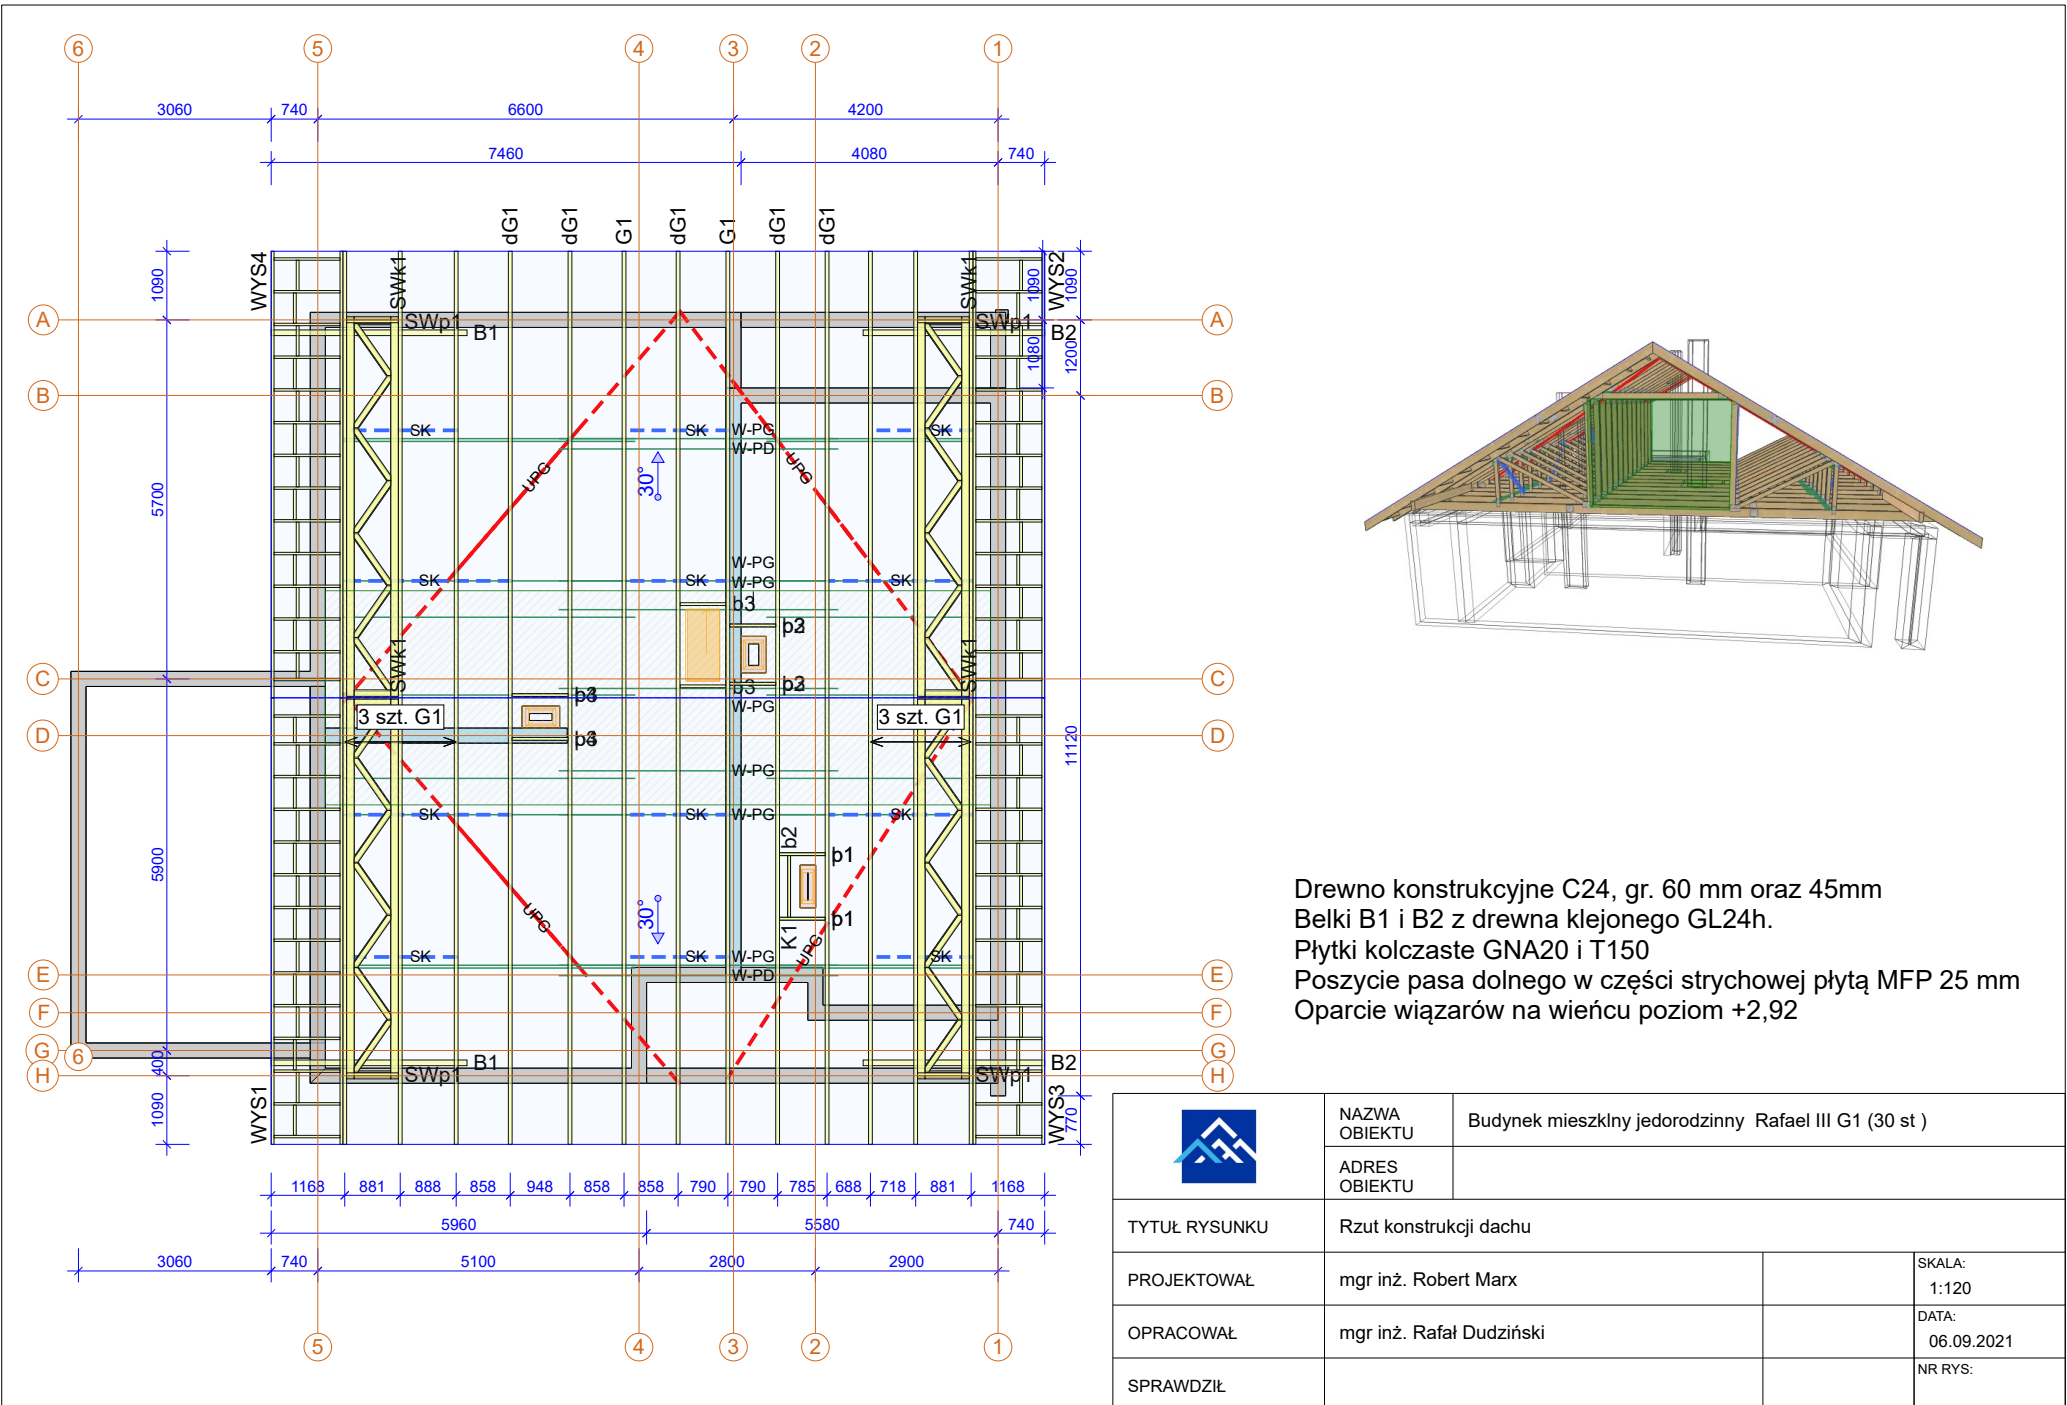 6 5 4 3 2 1
3060 740 6600 4200
7460 4080 740
dG1 dG1 G1 dG1 G1 dG1 dG1
WYS4 SWk1 SWk1 WYS2
1090 1090 1090
A SWp1 SWp1 A
B1 B2
1080 1200
B B
SK SK W-PG SK
W-PD
UPG 30° UPG
5700
W-PG
SK SK W-PG SK
b3
p3
SWk1 SWk1
C b3 p3 C
p3
W-PG
3 szt. G1 3 szt. G1
D p3 D
11120
W-PG
SK SK W-PG SK
b2
p1
5900
UPG 30° K1 p1
UPG
SK SK W-PG SK
E W-PD E
F F
G 6 G
400 B1 B2
H SWp1 SWp1 H
1090 WYS1 WYS3 770
1168 881 888 858 948 858 858 790 790 785 688 718 881 1168
5960 5580 740
3060 740 5100 2800 2900
5 4 3 2 1
Drewno konstrukcyjne C24, gr. 60 mm oraz 45mm
Belki B1 i B2 z drewna klejonego GL24h.
Płytki kolczaste GNA20 i T150
Poszycie pasa dolnego w części strychowej płytą MFP 25 mm
Oparcie wiązarów na wieńcu poziom +2,92
NAZWA
OBIEKTU
Budynek mieszklny jedorodzinny Rafael III G1 (30 st )
ADRES
OBIEKTU
TYTUŁ RYSUNKU
Rzut konstrukcji dachu
PROJEKTOWAŁ
mgr inż. Robert Marx
SKALA:
1:120
OPRACOWAŁ
mgr inż. Rafał Dudziński
DATA:
06.09.2021
SPRAWDZIŁ
NR RYS: